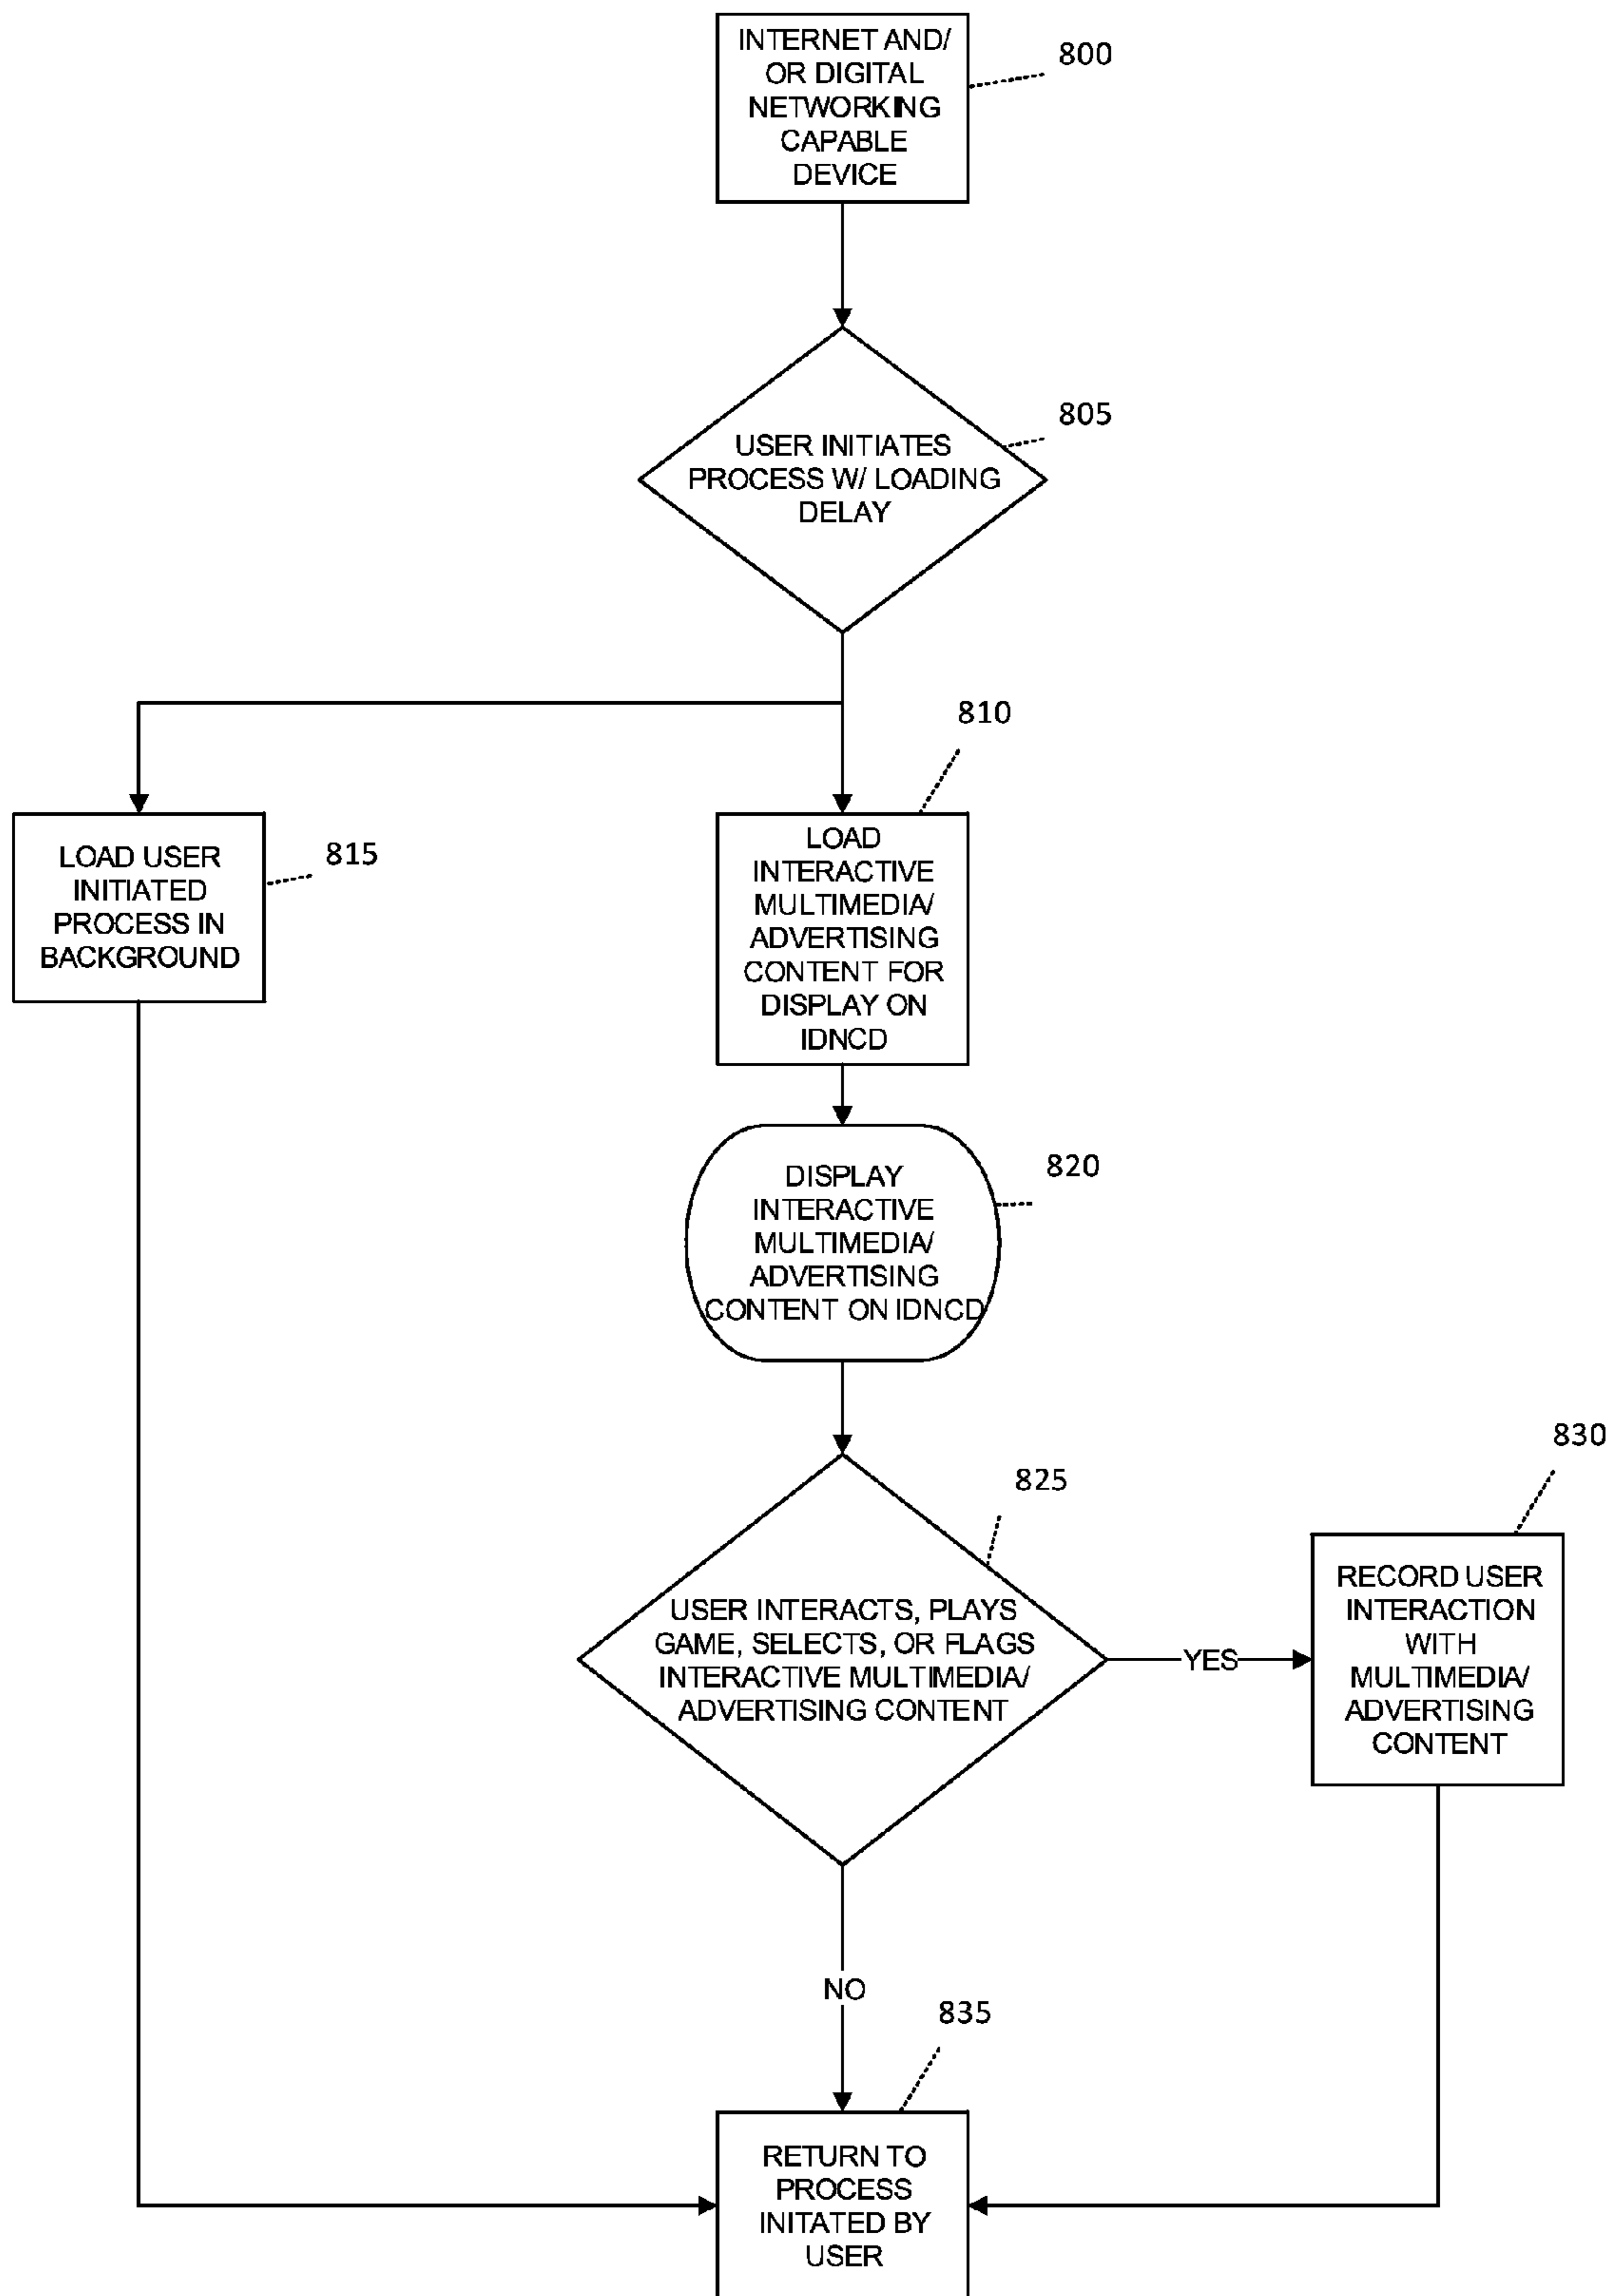 INTERNET AND/
OR DIGITAL
NETWORKING
CAPABLE
DEVICE
800
USER INITIATES
PROCESS W/ LOADING
DELAY
805
LOAD USER
INITIATED
PROCESS IN
BACKGROUND
815
810
LOAD
INTERACTIVE
MULTIMEDIA/
ADVERTISING
CONTENT FOR
DISPLAY ON
IDNCD
DISPLAY
INTERACTIVE
MULTIMEDIA/
ADVERTISING
CONTENT ON IDNCD
820
825
USER INTERACTS, PLAYS
GAME, SELECTS, OR FLAGS
INTERACTIVE MULTIMEDIA/
ADVERTISING CONTENT
YES
830
RECORD USER
INTERACTION
WITH
MULTIMEDIA/
ADVERTISING
CONTENT
NO
835
RETURN TO
PROCESS
INITATED BY
USER